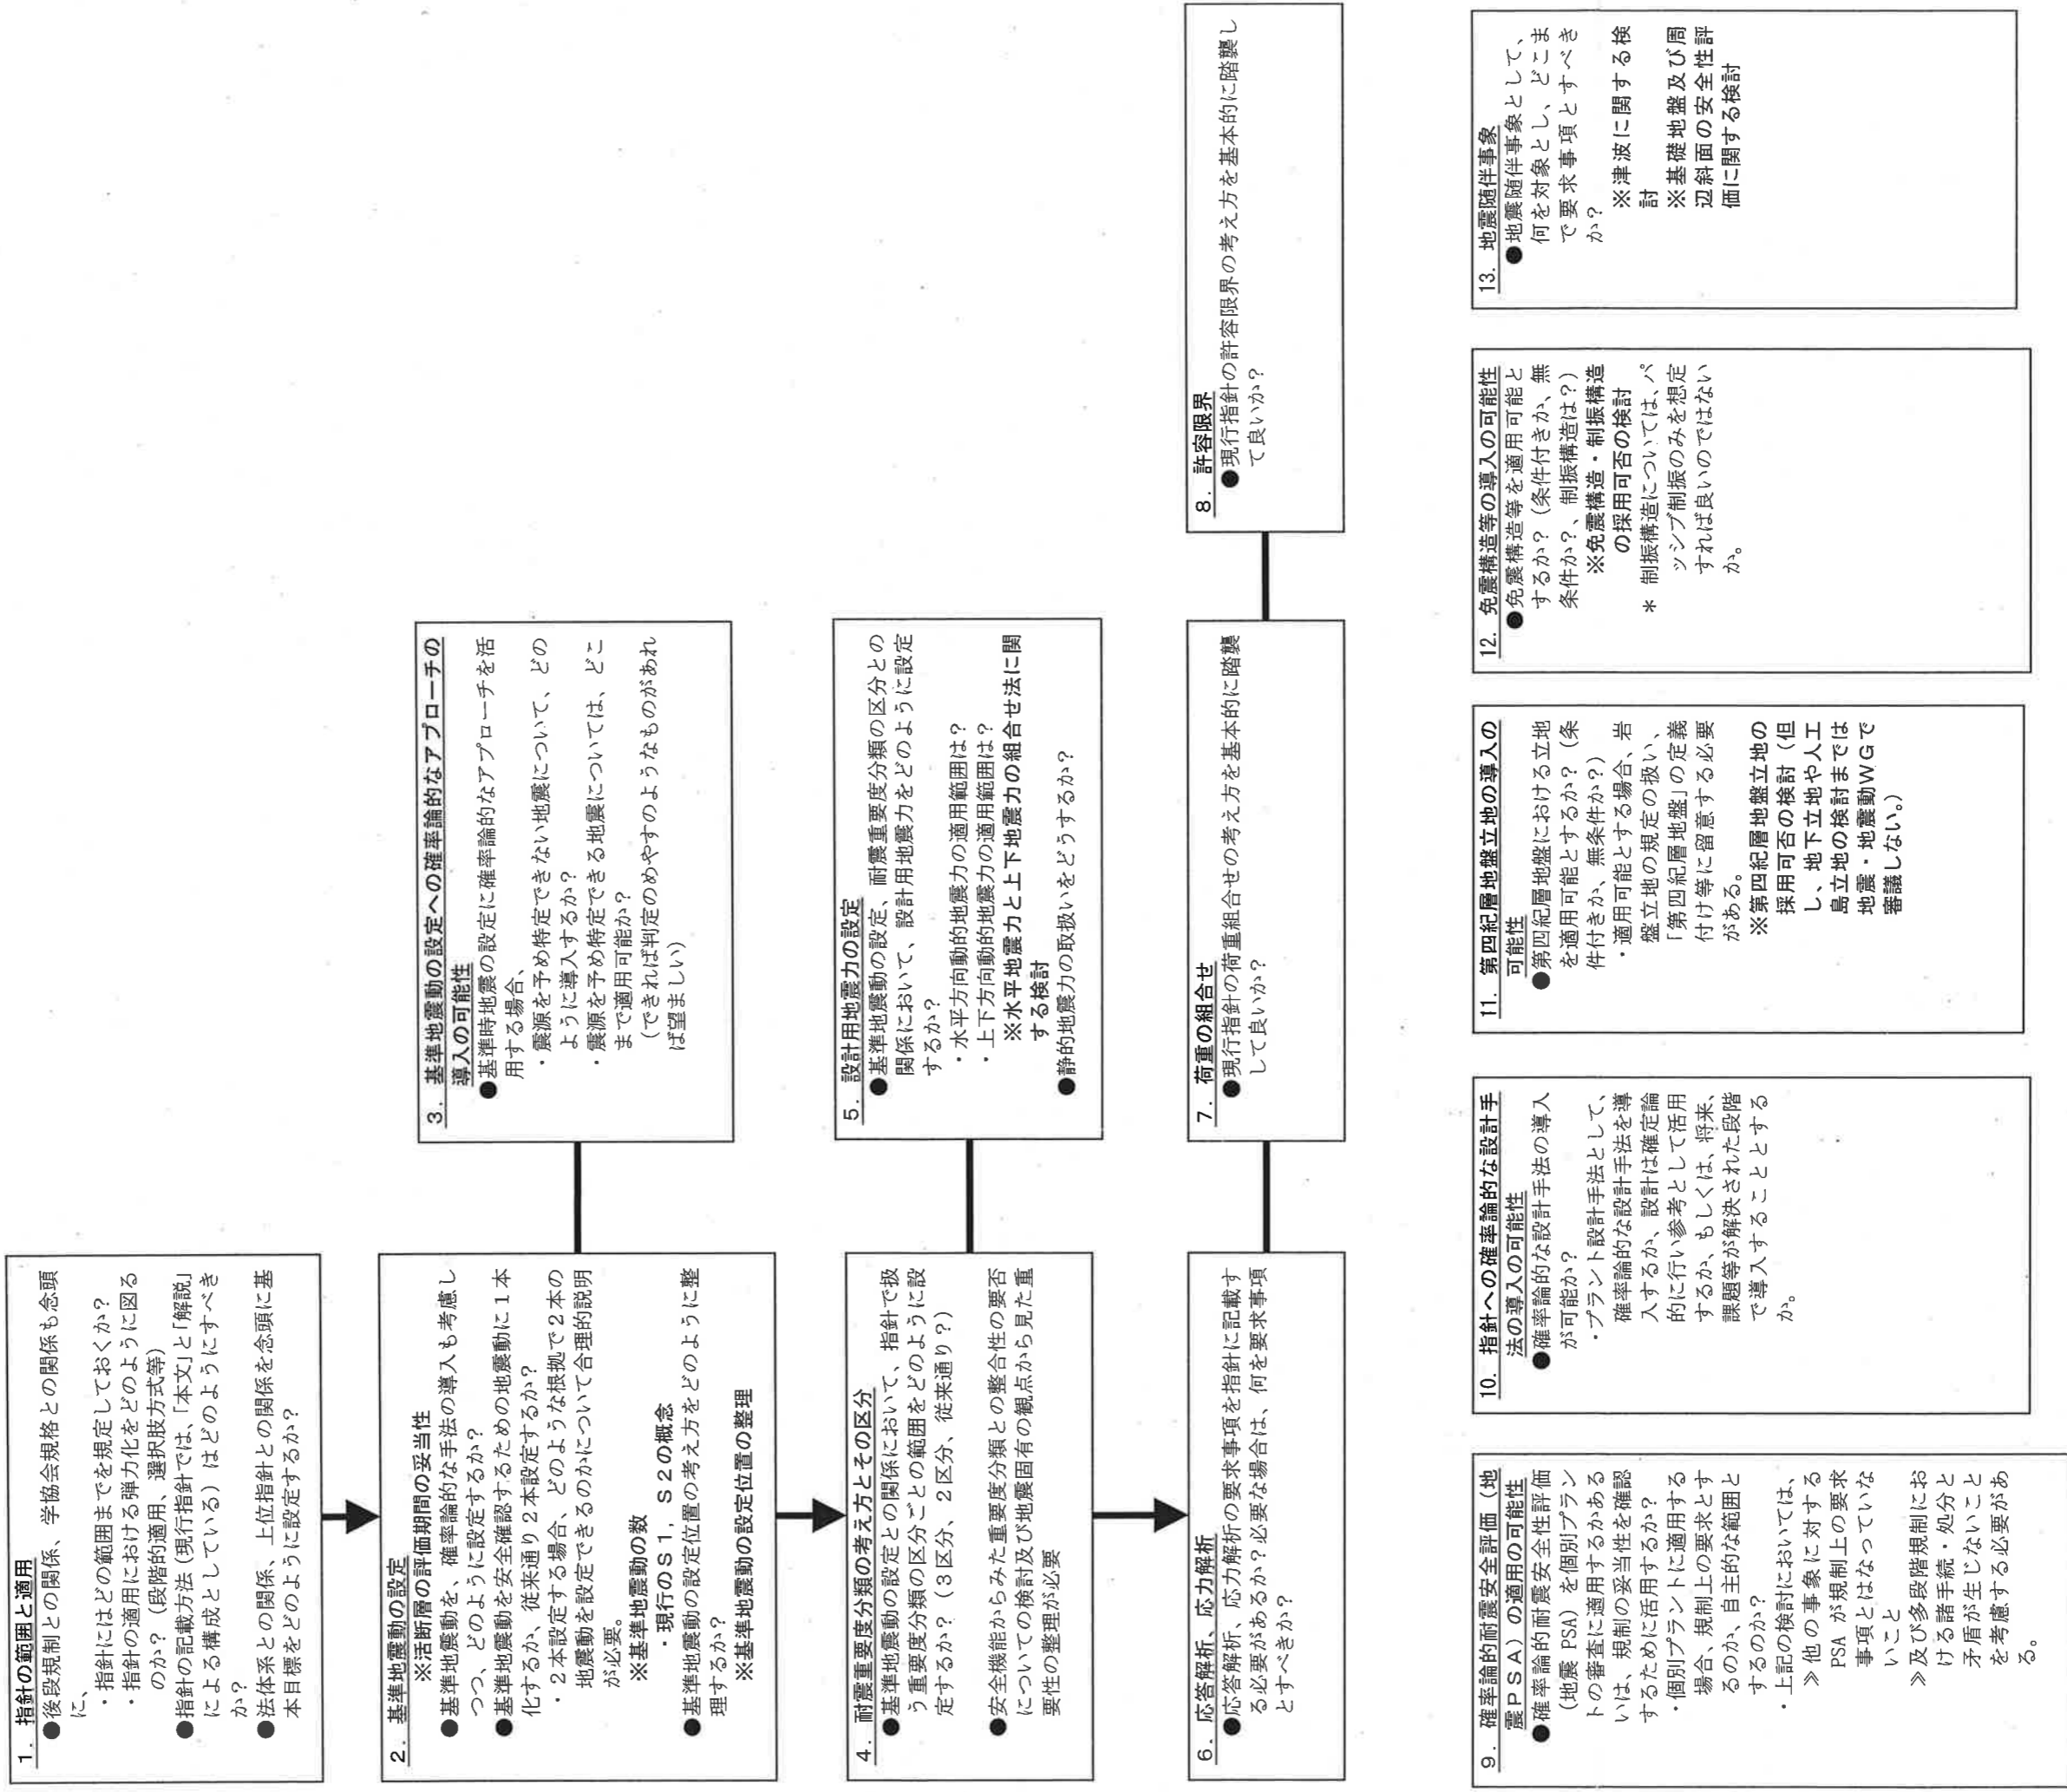 1. 指針の範囲と適用
●後段規制との関係、学協会規格との関係も念頭
に、
・指針にはどの範囲までを規定しておくか?
・指針の適用における弾力化をどのように図る
のか? (段階的適用、選択肢方式等)
●指針の記載方法 (現行指針では、「本文」と「解説」
による構成としている) はどのようにすべき
か?
●法体系との関係、上位指針との関係を念頭に基
本目標をどのように設定するか?
2. 基準地震動の設定
※活断層の評価期間の妥当性
●基準地震動を、確率論的な手法の導入も考慮し
つつ、どのように設定するか?
●基準地震動を安全確認するための地震動に1本
化するか、従来通り2本設定するか?
・2本設定する場合、どのような根拠で2本の
地震動を設定できるのかについて合理的説明
が必要。
※基準地震動の数
・現行のS1, S2の概念
●基準地震動の設定位置の考え方をどのように整
理するか?
※基準地震動の設定位置の整理
3. 基準地震動の設定への確率論的なアプローチの
導入の可能性
●基準時地震の設定に確率論的なアプローチを活
用する場合、
・震源を予め特定できない地震について、どの
ように導入するか?
・震源を予め特定できる地震については、どこ
まで適用可能か?
(できれば判定のめやすのようなものがあれ
ば望ましい)
4. 耐震重要度分類の考え方とその区分
●基準地震動の設定との関係において、指針で扱
う重要度分類の区分ごとの範囲をどのように設
定するか? (3区分、2区分、従来通り?)
●安全機能からみた重要度分類との整合性の要否
についての検討及び地震固有の観点から見た重
要性の整理が必要
5. 設計用地震力の設定
●基準地震動の設定、耐震重要度分類の区分との
関係において、設計用地震力をどのように設定
するか?
・水平方向動的地震力の適用範囲は?
・上下方向動的地震力の適用範囲は?
※水平地震力と上下地震力の組合せ法に関
する検討
●静的地震力の取扱いをどうするか?
6. 応答解析、応力解析
●応答解析、応力解析の要求事項を指針に記載す
る必要があるか?必要な場合は、何を要求事項
とすべきか?
7. 荷重の組合せ
●現行指針の荷重組合せの考え方を基本的に踏襲
して良いか?
8. 許容限界
●現行指針の許容限界の考え方を基本的に踏襲し
て良いか?
9. 確率論的耐震安全評価 (地
震PSA) の適用の可能性
●確率論的耐震安全性評価
(地震 PSA) を個別プラン
トの審査に適用するかある
いは、規制の妥当性を確認
するために活用するか?
・個別プラントに適用する
場合、規制上の要求とす
るのか、自主的な範囲と
するのか?
・上記の検討においては、
≫ 他の事象に対する
PSA が規制上の要求
事項とはなっていな
いこと
≫及び多段階規制にお
ける諸手続・処分と
矛盾が生じないこと
を考慮する必要があ
る。
10. 指針への確率論的な設計手
法の導入の可能性
●確率論的な設計手法の導入
が可能か?
・プラント設計手法として、
確率論的な設計手法を導
入するか、設計は確定論
的に行い参考として活用
するか、もしくは、将来、
課題等が解決された段階
で導入することとする
か。
11. 第四紀層地盤立地の導入の
可能性
●第四紀層地盤における立地
を適用可能とするか? (条
件付きか、無条件か?)
・適用可能とする場合、岩
盤立地の規定の扱い、
「第四紀層地盤」の定義
付け等に留意する必要
がある。
※第四紀層地盤立地の
採用可否の検討 (但
し、地下立地や人工
島立地の検討までは
地震・地震動WGで
審議しない。)
12. 免震構造等の導入の可能性
●免震構造等を適用可能と
するか? (条件付きか、無
条件か?、制振構造は?)
※免震構造・制振構造
の採用可否の検討
* 制振構造については、パ
ッシブ制振のみを想定
すれば良いのではない
か。
13. 地震随伴事象
●地震随伴事象として、
何を対象とし、どこま
で要求事項とすべき
か?
※津波に関する検
討
※基礎地盤及び周
辺斜面の安全性評
価に関する検討